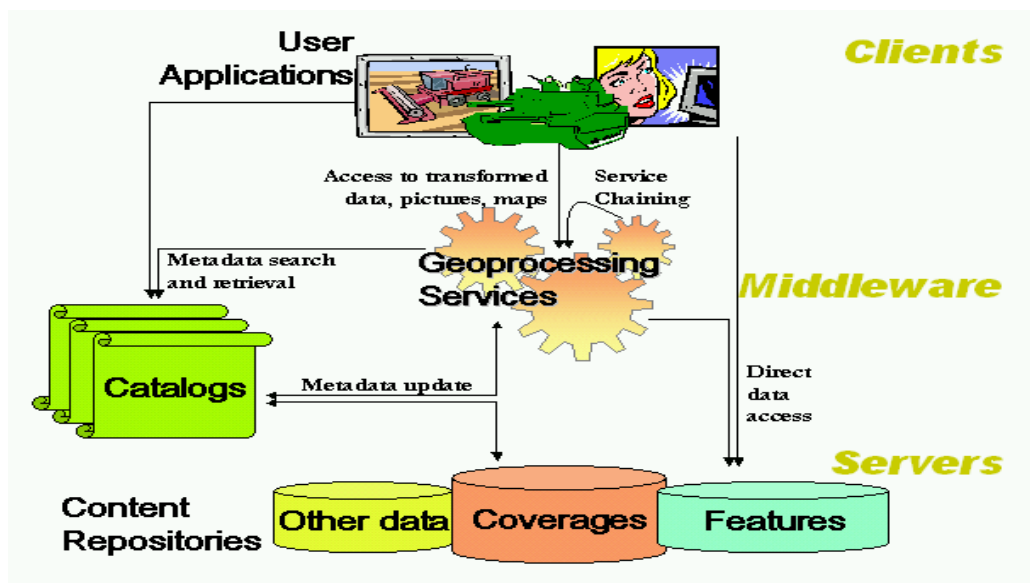 User
Applications
Clients
Access to transformed
data, pictures, maps
Service
Chaining
Metadata search
and retrieval
Geoprocessing
Services
Middleware
Catalogs
Metadata update
Direct
data
access
Servers
Content
Repositories
Other data
Coverages
Features